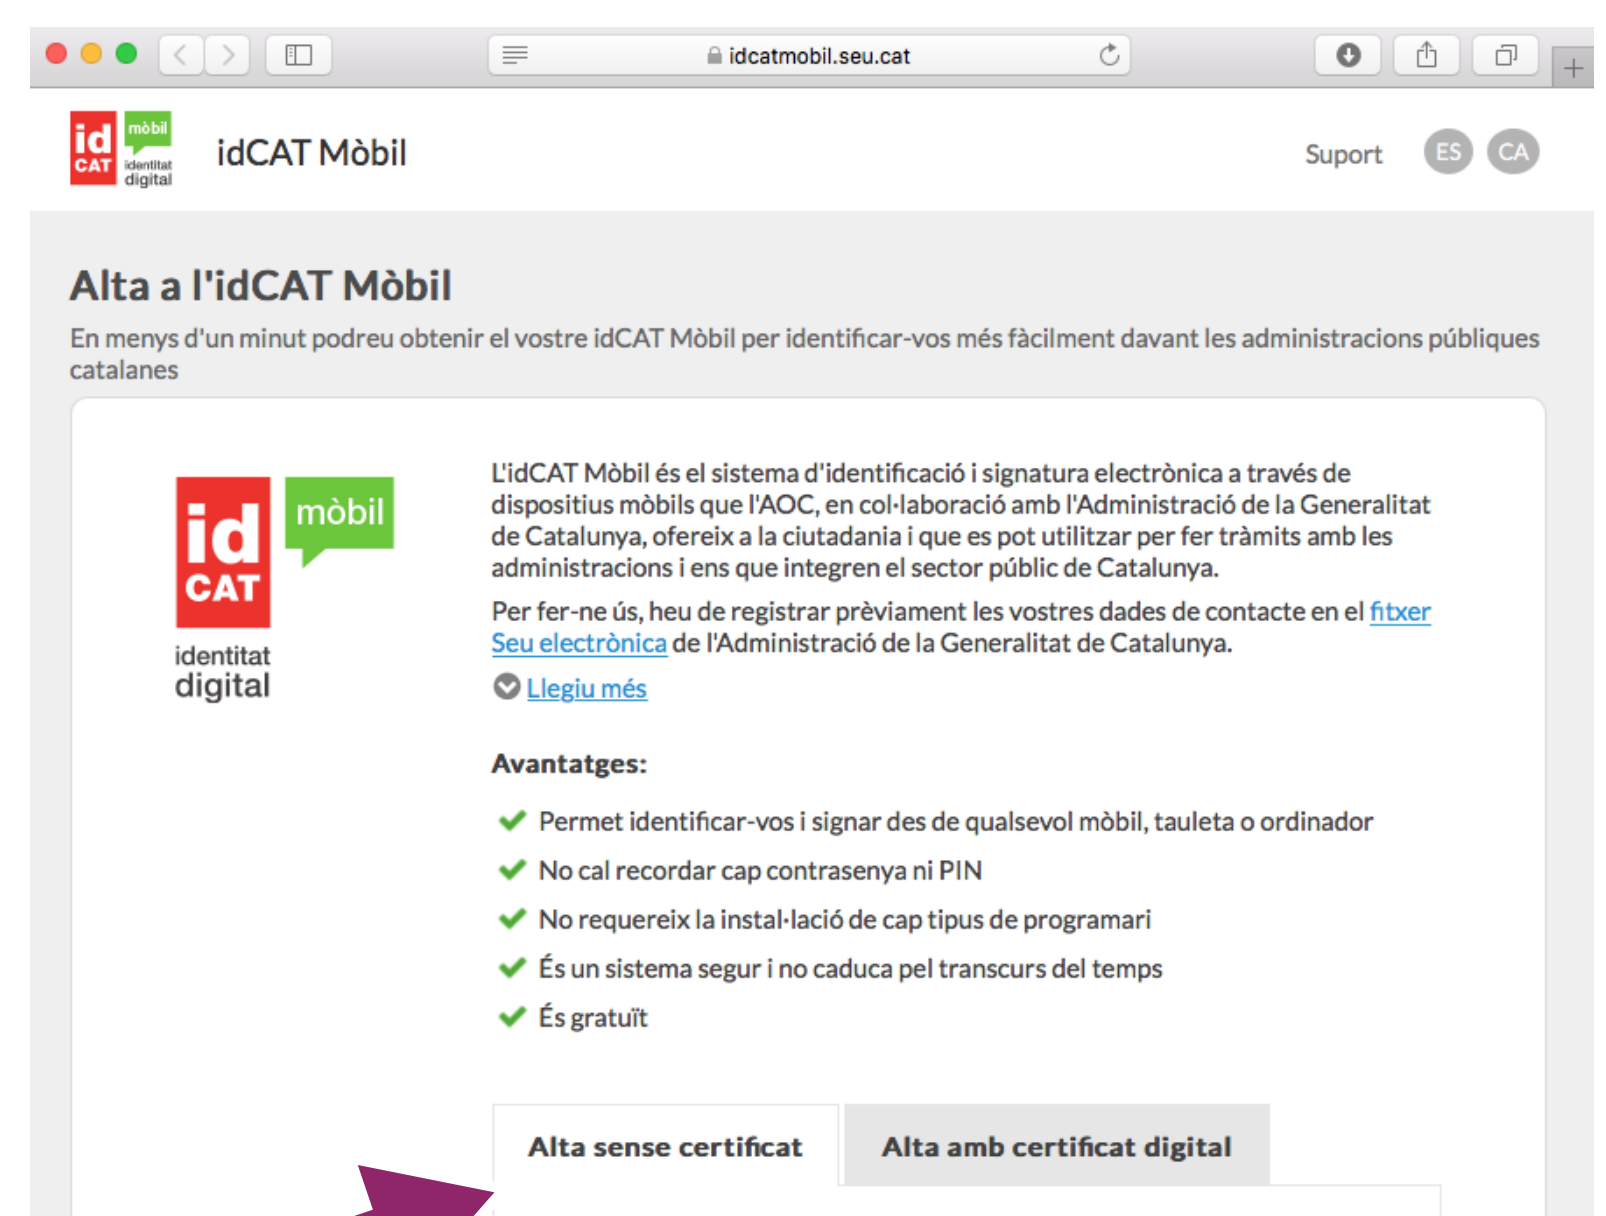 idcatmobil.seu.cat
id CAT mòbil identitat digital
idCAT Mòbil
Suport ES CA
Alta a l'idCAT Mòbil
En menys d'un minut podreu obtenir el vostre idCAT Mòbil per identificar-vos més fàcilment davant les administracions públiques
catalanes
id CAT mòbil
identitat
digital
L'idCAT Mòbil és el sistema d'identificació i signatura electrònica a través de
dispositius mòbils que l'AOC, en col·laboració amb l'Administració de la Generalitat
de Catalunya, ofereix a la ciutadania i que es pot utilitzar per fer tràmits amb les
administracions i ens que integren el sector públic de Catalunya.
Per fer-ne ús, heu de registrar prèviament les vostres dades de contacte en el fitxer
Seu electrònica de l'Administració de la Generalitat de Catalunya.
Llegiu més
Avantatges:
Permet identificar-vos i signar des de qualsevol mòbil, tauleta o ordinador
No cal recordar cap contrasenya ni PIN
No requereix la instal·lació de cap tipus de programari
És un sistema segur i no caduca pel transcurs del temps
És gratuït
Alta sense certificat
Alta amb certificat digital